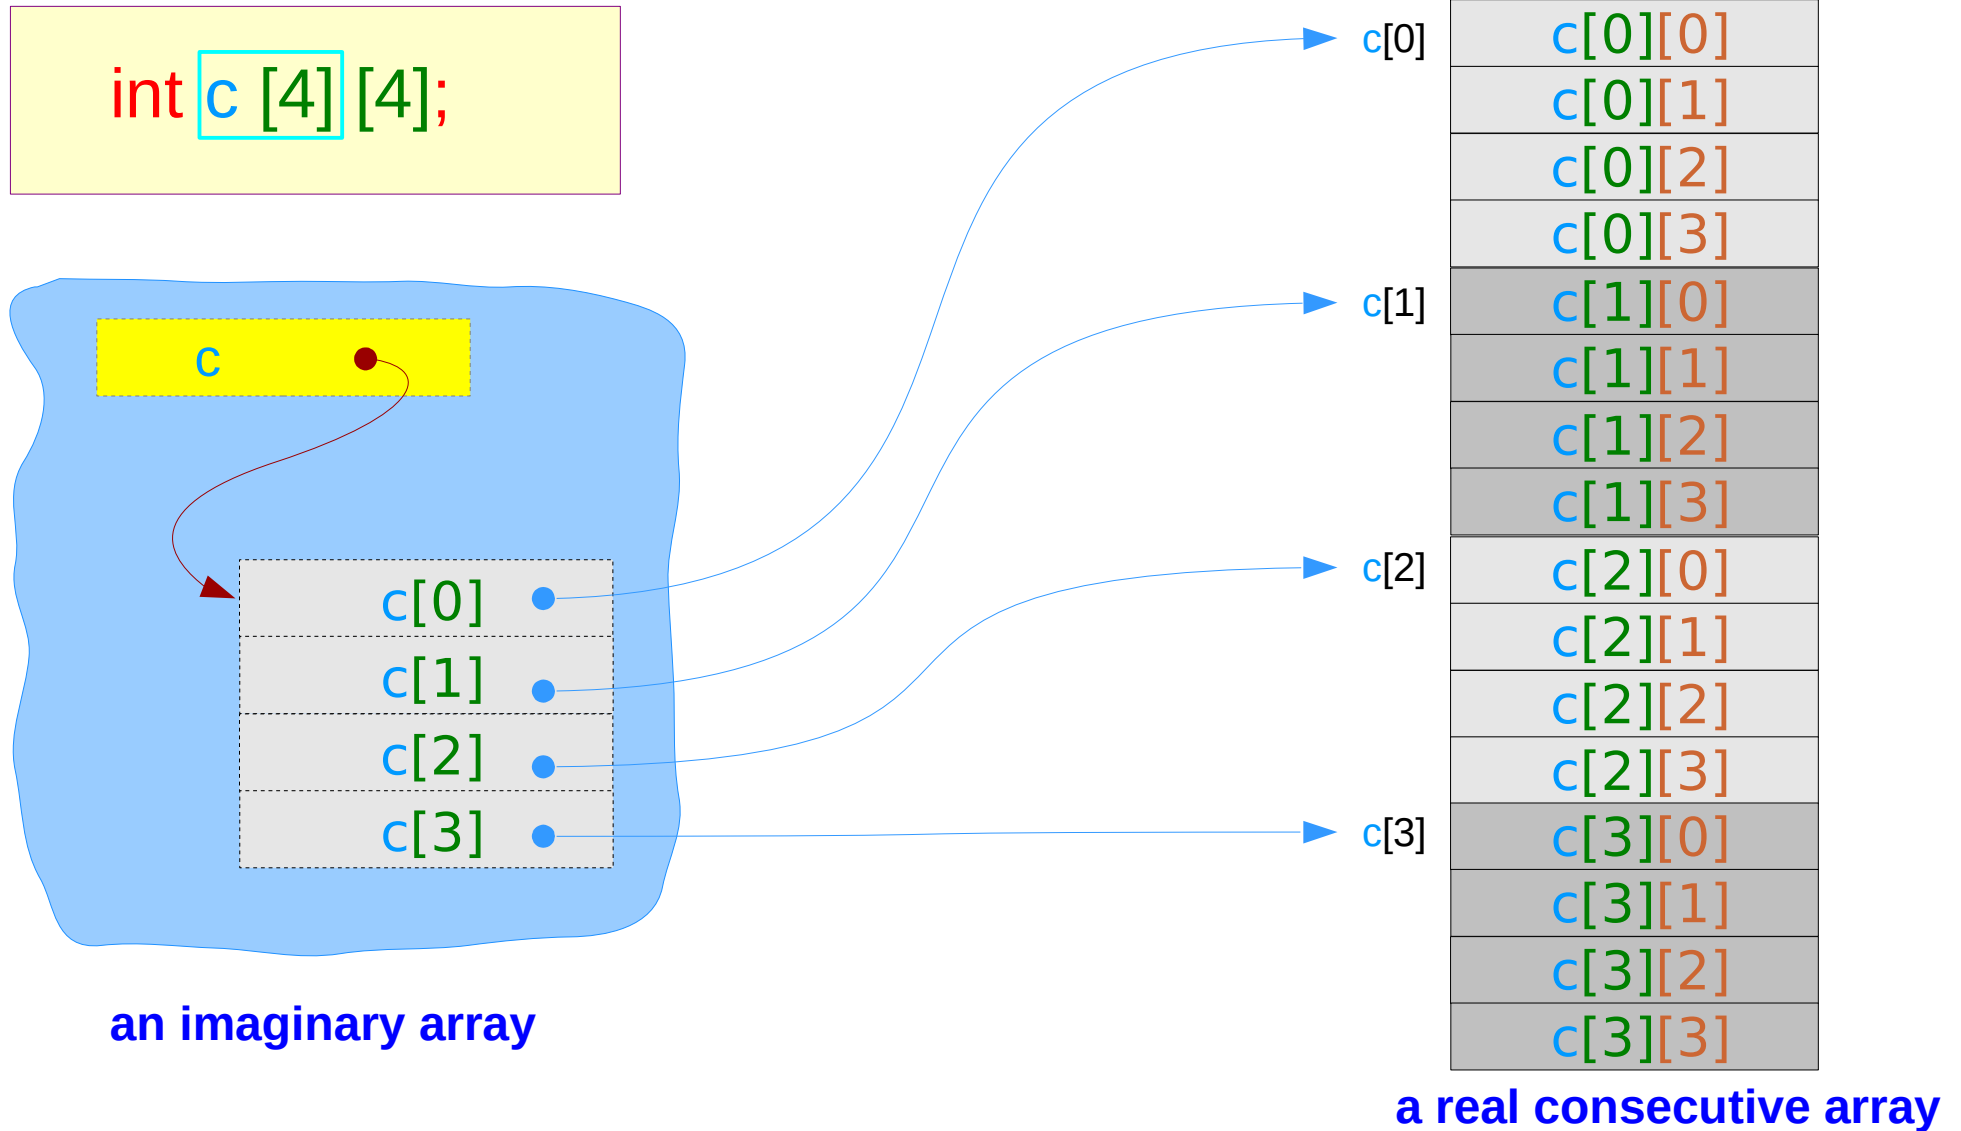 int c [4] [4];
c
c[0]
c[1]
c[2]
c[3]
an imaginary array
c[0]
c[1]
c[2]
c[3]
c[0][0]
c[0][1]
c[0][2]
c[0][3]
c[1][0]
c[1][1]
c[1][2]
c[1][3]
c[2][0]
c[2][1]
c[2][2]
c[2][3]
c[3][0]
c[3][1]
c[3][2]
c[3][3]
a real consecutive array